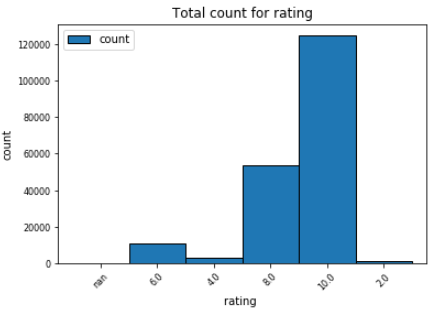 Total count for rating
count
120000
100000
80000
60000
40000
20000
0
count
nan
6.0
4.0
8.0
10.0
2.0
rating